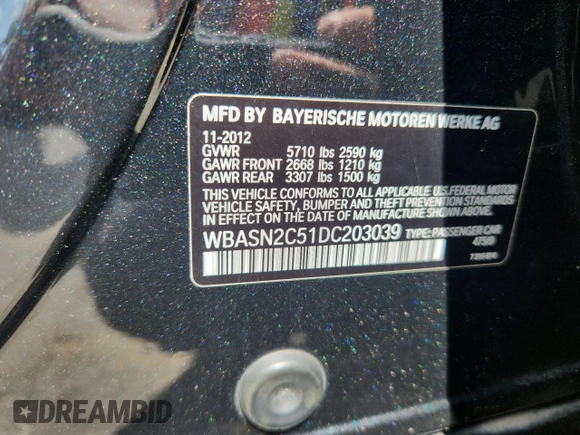 MFD BY BAYERISCHE MOTOREN WERKE AG
11-2012
GVWR 5710 lbs 2590 kg
GAWR FRONT 2668 lbs 1210 kg
GAWR REAR 3307 lbs 1500 kg
THIS VEHICLE CONFORMS TO ALL APPLICABLE U.S. FEDERAL MOTOR
VEHICLE SAFETY, BUMPER AND THEFT PREVENTION STANDARDS
IN EFFECT ON THE DATE OF MANUFACTURE SHOWN ABOVE.
WBASN2C51DC203039 TYPE: PASSENGER CAR
DREAMBID